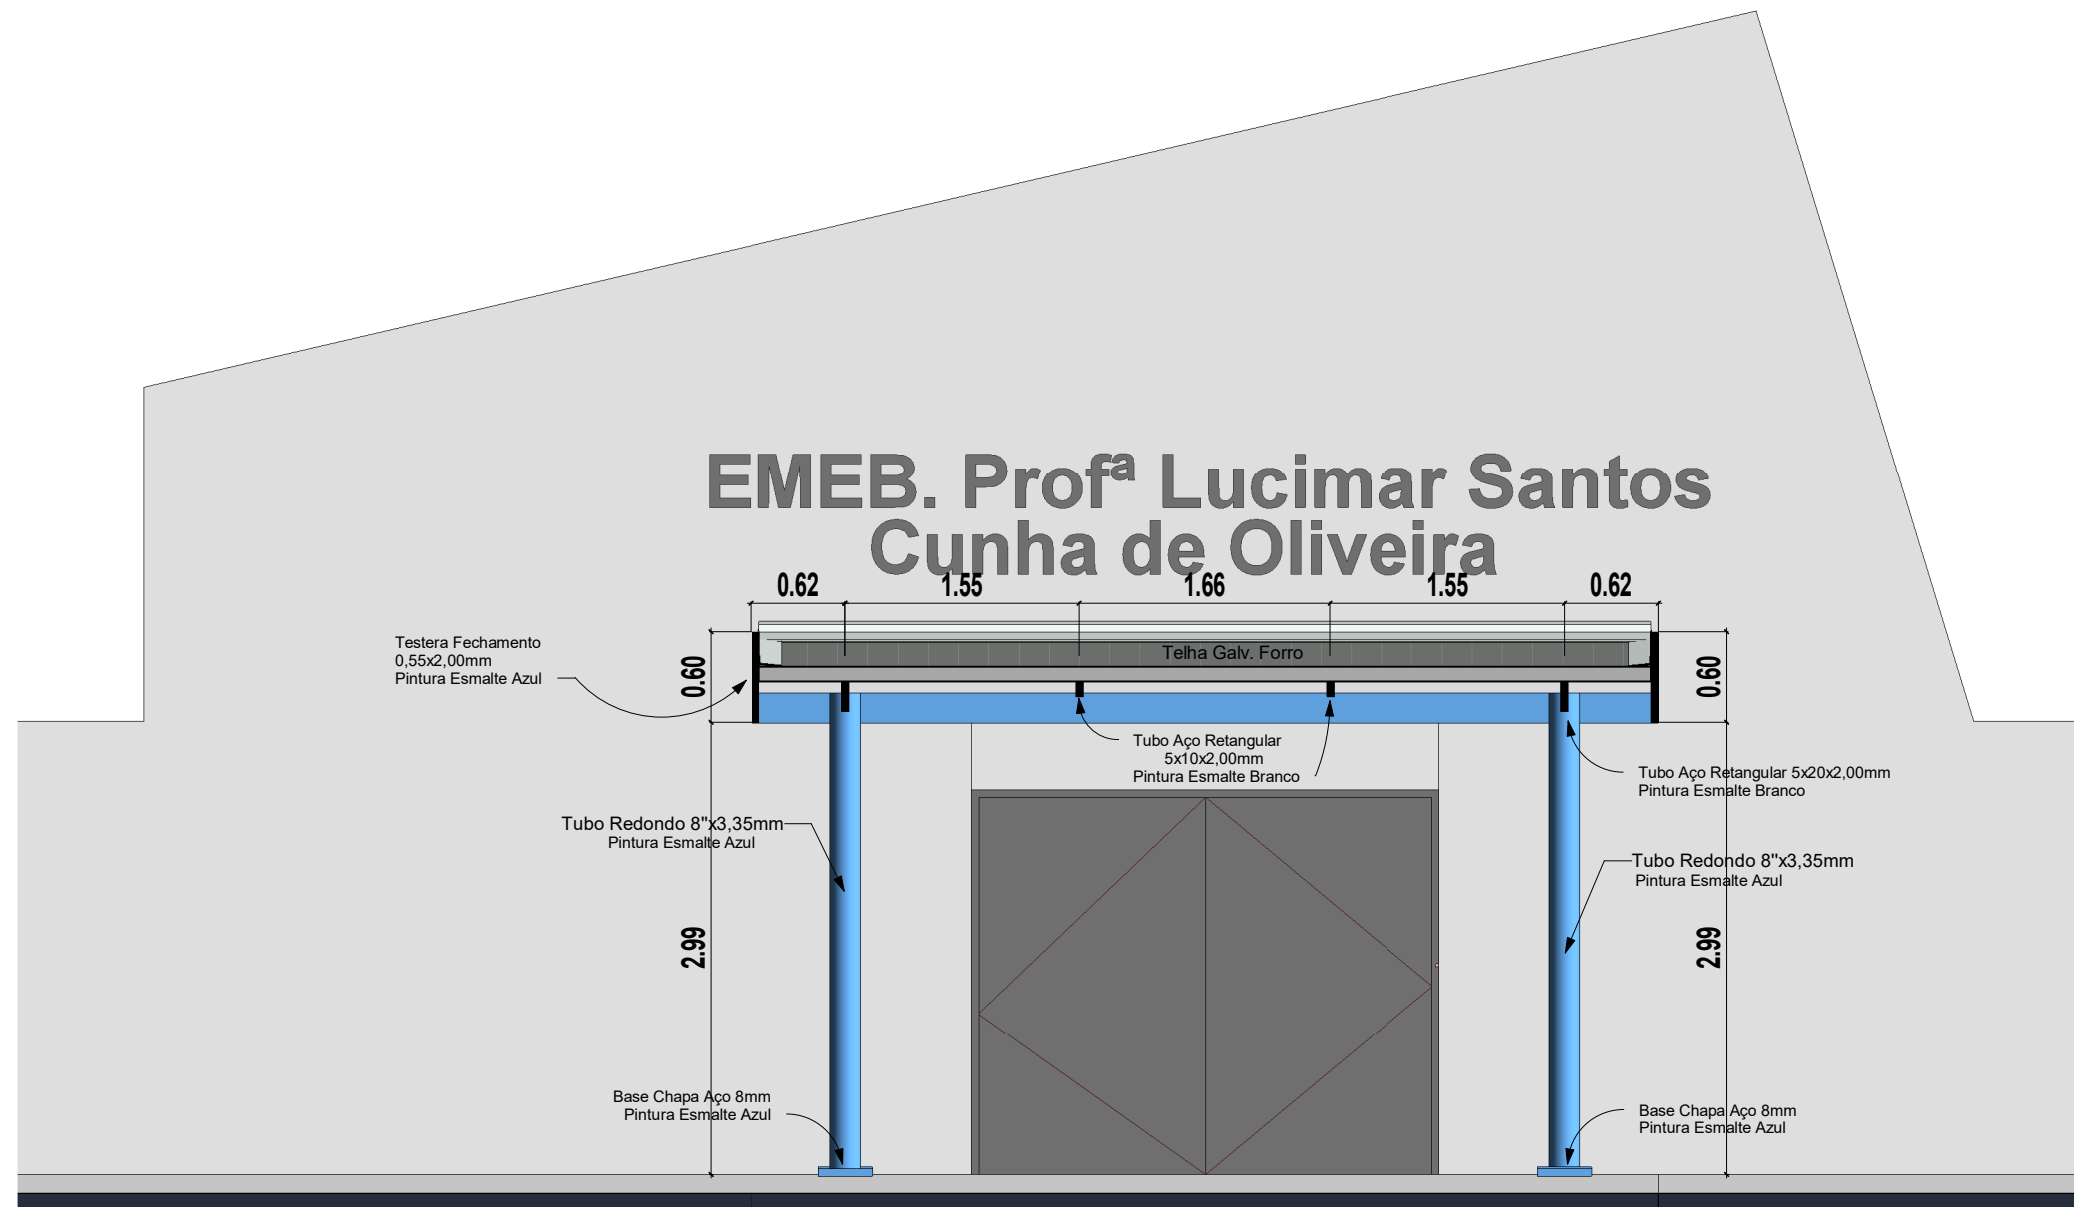 EMEB. Profª Lucimar Santos
Cunha de Oliveira
0.62
1.55
1.66
1.55
0.62
Testera Fechamento
0,55x2,00mm
Pintura Esmalte Azul
0.60
Telha Galv. Forro
0.60
Tubo Aço Retangular
5x10x2,00mm
Pintura Esmalte Branco
Tubo Aço Retangular 5x20x2,00mm
Pintura Esmalte Branco
Tubo Redondo 8"x3,35mm
Pintura Esmalte Azul
Tubo Redondo 8"x3,35mm
Pintura Esmalte Azul
2.99
2.99
Base Chapa Aço 8mm
Pintura Esmalte Azul
Base Chapa Aço 8mm
Pintura Esmalte Azul